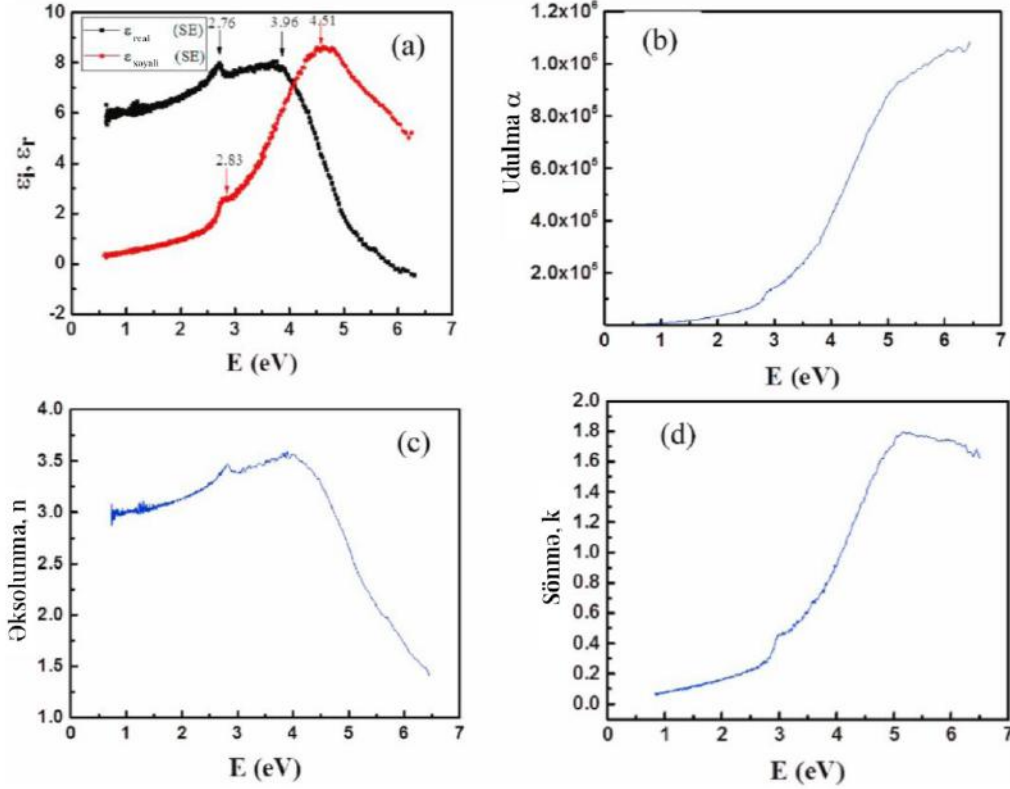 (a)
2.76
3.96
4.51
2.83
ε real (SE)
ε xəyali (SE)
εi, εr
10
8
6
4
2
0
-2
0 1 2 3 4 5 6 7
E (eV)
(b)
Udulma α
1.2x10⁶
1.0x10⁶
8.0x10⁵
6.0x10⁵
4.0x10⁵
2.0x10⁵
0 1 2 3 4 5 6 7
E (eV)
(c)
Əksolunma, n
4.0
3.5
3.0
2.5
2.0
1.5
1.0
0 1 2 3 4 5 6 7
E (eV)
(d)
Sönmə, k
2.0
1.8
1.6
1.4
1.2
1.0
0.8
0.6
0.4
0.2
0.0
0 1 2 3 4 5 6 7
E (eV)